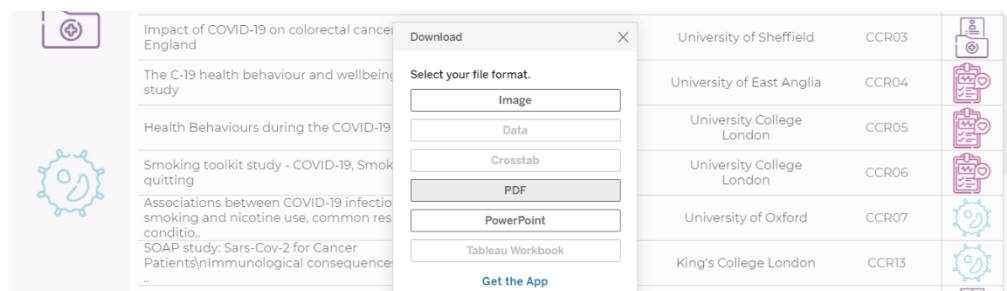 Impact of COVID-19 on colorectal cancer
England
University of Sheffield
CCR03
The C-19 health behaviour and wellbeing
study
University of East Anglia
CCR04
Health Behaviours during the COVID-19
University College
London
CCR05
Smoking toolkit study - COVID-19, Smok
quitting
University College
London
CCR06
Associations between COVID-19 infectio
smoking and nicotine use, common res
conditio..
University of Oxford
CCR07
SOAP study: Sars-Cov-2 for Cancer
Patients\nImmunological consequence
..
King's College London
CCR13
Download
Select your file format.
Image
Data
Crosstab
PDF
PowerPoint
Tableau Workbook
Get the App